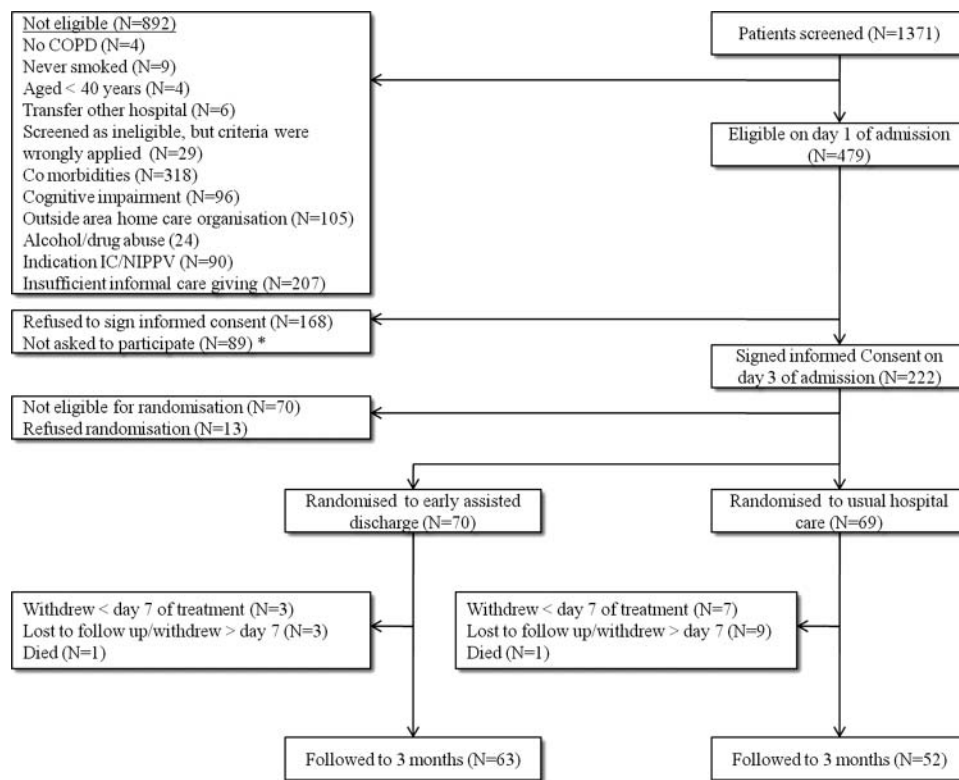 Patients screened (N=1371)
Not eligible (N=892)
No COPD (N=4)
Never smoked (N=9)
Aged < 40 years (N=4)
Transfer other hospital (N=6)
Screened as ineligible, but criteria were
wrongly applied (N=29)
Co morbidities (N=318)
Cognitive impairment (N=96)
Outside area home care organisation (N=105)
Alcohol/drug abuse (24)
Indication IC/NIPPV (N=90)
Insufficient informal care giving (N=207)
Eligible on day 1 of admission
(N=479)
Refused to sign informed consent (N=168)
Not asked to participate (N=89) *
Signed informed Consent on
day 3 of admission (N=222)
Not eligible for randomisation (N=70)
Refused randomisation (N=13)
Randomised to early assisted
discharge (N=70)
Randomised to usual hospital
care (N=69)
Withdrew < day 7 of treatment (N=3)
Lost to follow up/withdrew > day 7 (N=3)
Died (N=1)
Withdrew < day 7 of treatment (N=7)
Lost to follow up/withdrew > day 7 (N=9)
Died (N=1)
Followed to 3 months (N=63)
Followed to 3 months (N=52)